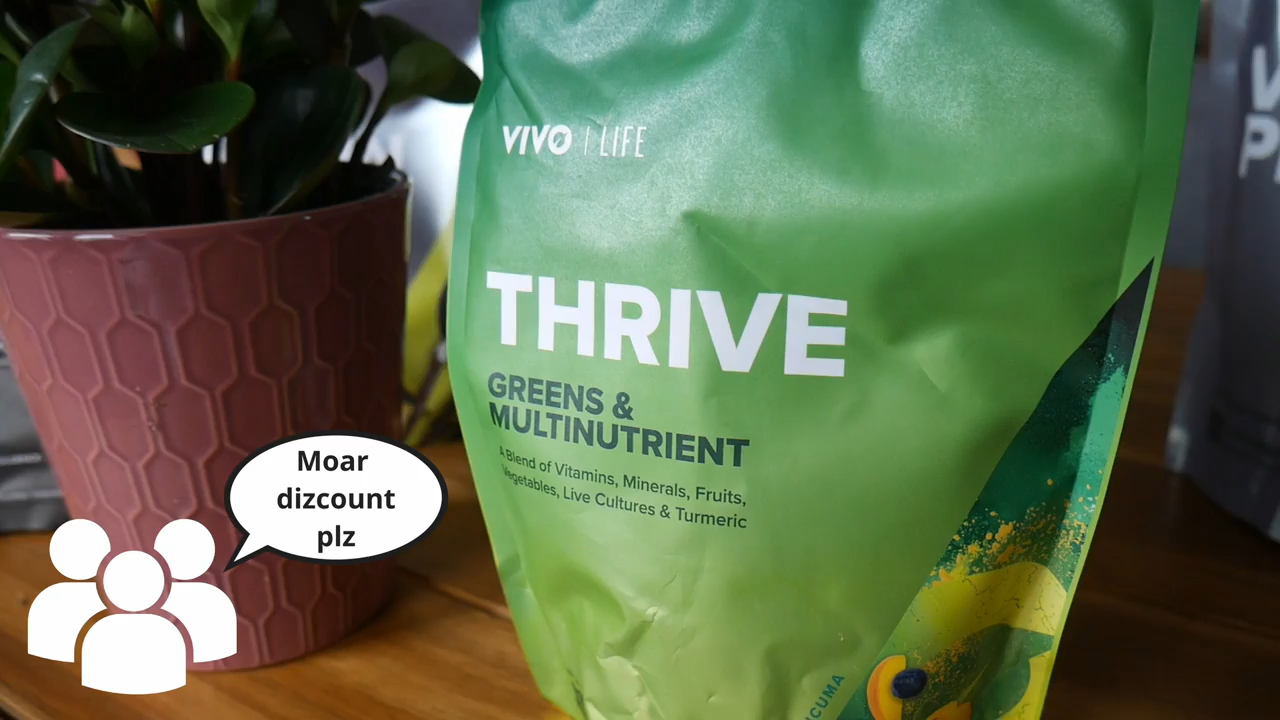 VIVO | LIFE
THRIVE
GREENS &
MULTINUTRIENT
A Blend of Vitamins, Minerals, Fruits,
Vegetables, Live Cultures & Turmeric
Moar
dizcount
plz